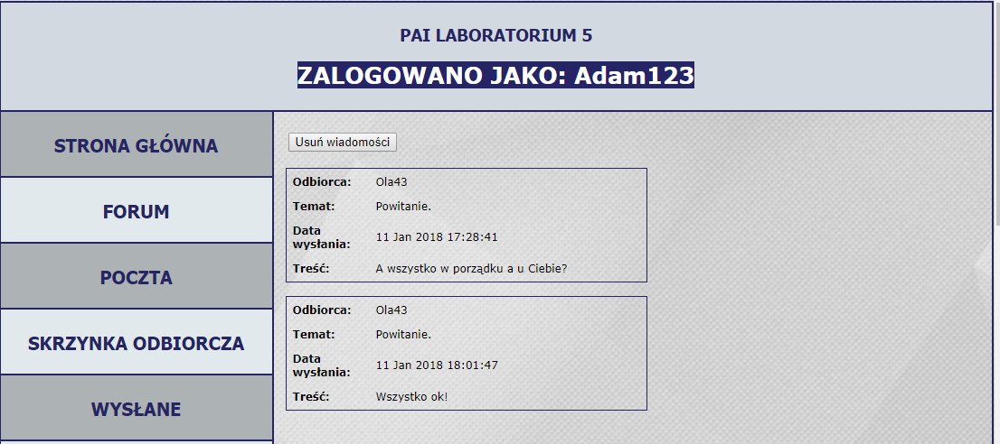 PAI LABORATORIUM 5
ZALOGOWANO JAKO: Adam123
STRONA GŁÓWNA
FORUM
POCZTA
SKRZYNKA ODBIORCZA
WYSŁANE
Usuń wiadomości
Odbiorca: Ola43
Temat: Powitanie.
Data
wysłania: 11 Jan 2018 17:28:41
Treść: A wszystko w porządku a u Ciebie?
Odbiorca: Ola43
Temat: Powitanie.
Data
wysłania: 11 Jan 2018 18:01:47
Treść: Wszystko ok!